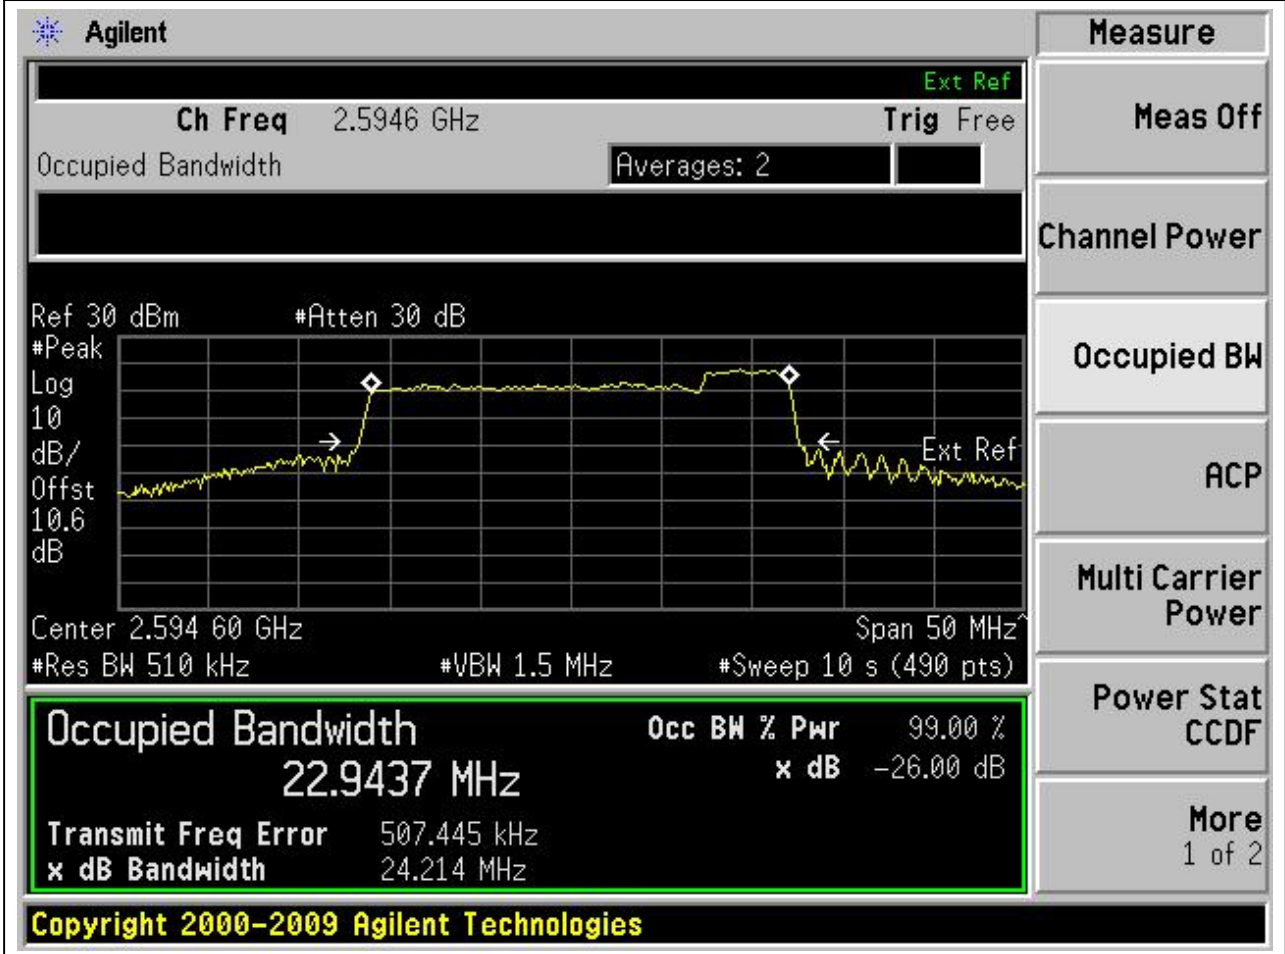 Agilent
Measure
Ext Ref
Ch Freq 2.5946 GHz Trig Free
Occupied Bandwidth Averages: 2
Meas Off
Channel Power
Occupied BW
ACP
Multi Carrier
Power
Power Stat
CCDF
More
1 of 2
Ref 30 dBm #Atten 30 dB
#Peak
Log
10
dB/
Offst
10.6
dB
Ext Ref
Center 2.594 60 GHz Span 50 MHz^
#Res BW 510 kHz #VBW 1.5 MHz #Sweep 10 s (490 pts)
Occupied Bandwidth
22.9437 MHz
Occ BW % Pwr 99.00 %
x dB -26.00 dB
Transmit Freq Error 507.445 kHz
x dB Bandwidth 24.214 MHz
Copyright 2000-2009 Agilent Technologies